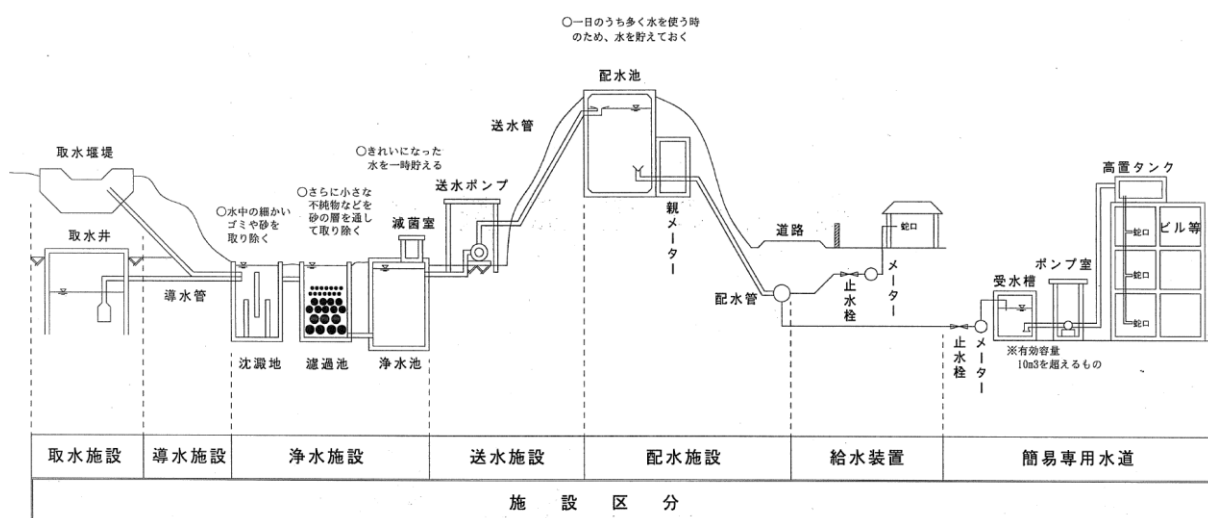 ○一日のうち多く水を使う時
のため、水を貯えておく
配水池
送水管
取水堰堤
○きれいになった
水を一時貯える
送水ポンプ
高置タンク
○水中の細かい
ゴミや砂を
取り除く
○さらに小さな
不純物などを
砂の層を通し
て取り除く
滅菌室
親メーター
道路
蛇口
取水井
蛇口
ビル等
導水管
配水管
止水栓
メーター
受水槽
ポンプ室
蛇口
蛇口
沈澱地
濾過池
浄水池
止水栓
メーター
※有効容量
10m3を超えるもの
取水施設
導水施設
浄水施設
送水施設
配水施設
給水装置
簡易専用水道
施設区分